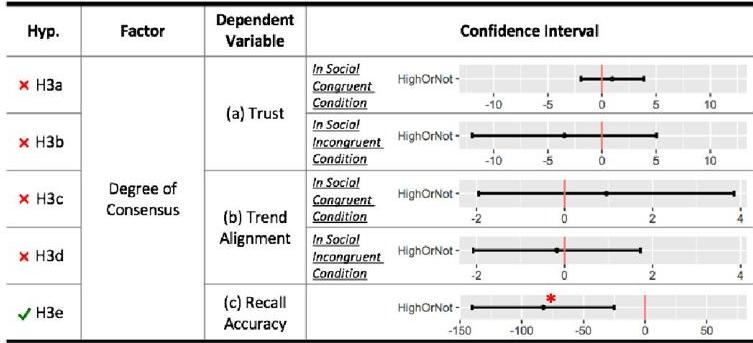 Hyp.
Factor
Dependent
Variable
Confidence Interval
✗ H3a
Degree of
Consensus
(a) Trust
In Social
Congruent
Condition
HighOrNot
-10 -5 0 5 10
✗ H3b
In Social
Incongruent
Condition
HighOrNot
-10 -5 0 5 10
✗ H3c
(b) Trend
Alignment
In Social
Congruent
Condition
HighOrNot
-2 0 2 4
✗ H3d
In Social
Incongruent
Condition
HighOrNot
-2 0 2 4
✓ H3e
(c) Recall
Accuracy
HighOrNot
*
-150 -100 -50 0 50